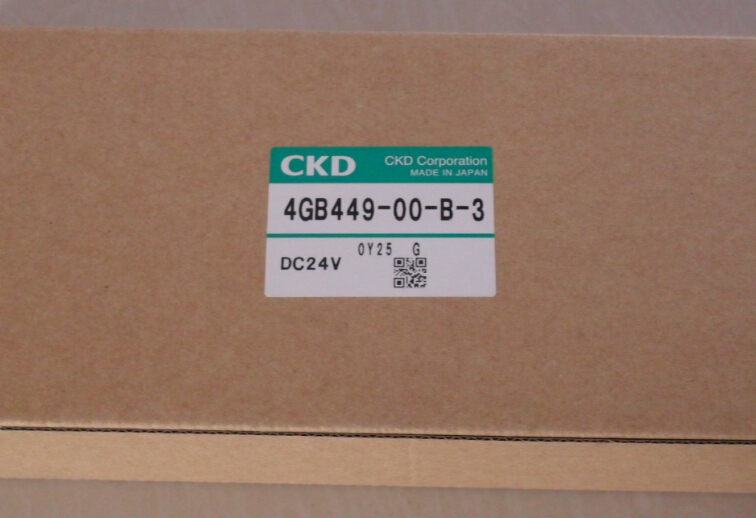 CKD
CKD Corporation
MADE IN JAPAN
4GB449-00-B-3
0Y25 G
DC24V